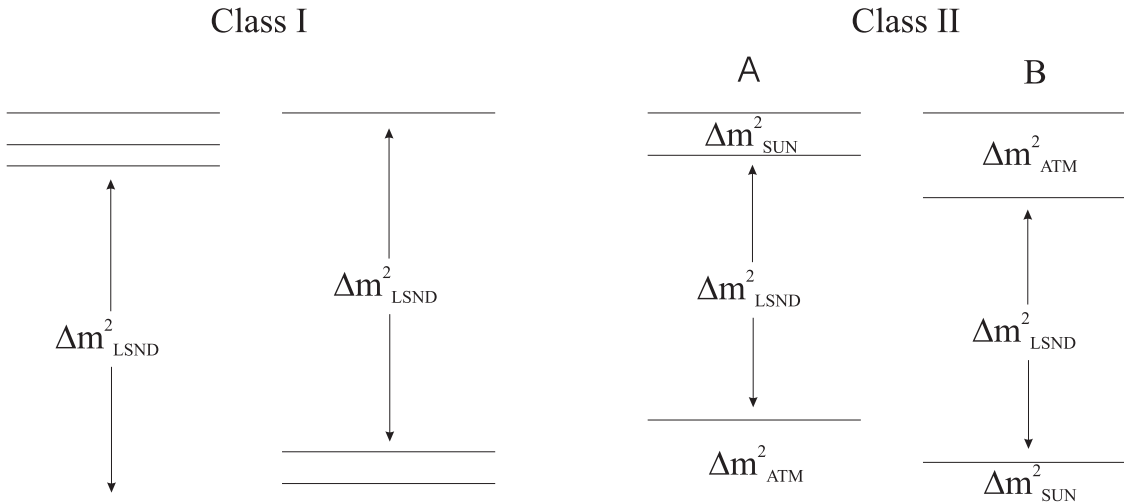 Class I
Class II
A
B
Δm²LSND
Δm²LSND
Δm²SUN
Δm²LSND
Δm²ATM
Δm²ATM
Δm²LSND
Δm²SUN